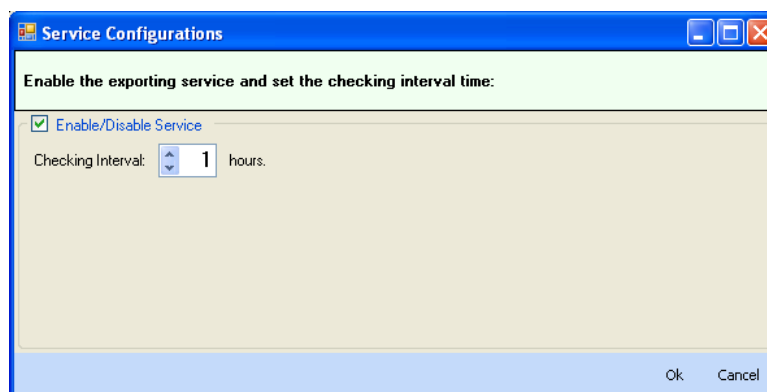 Service Configurations
Enable the exporting service and set the checking interval time:
Enable/Disable Service
Checking Interval: 1 hours.
Ok Cancel